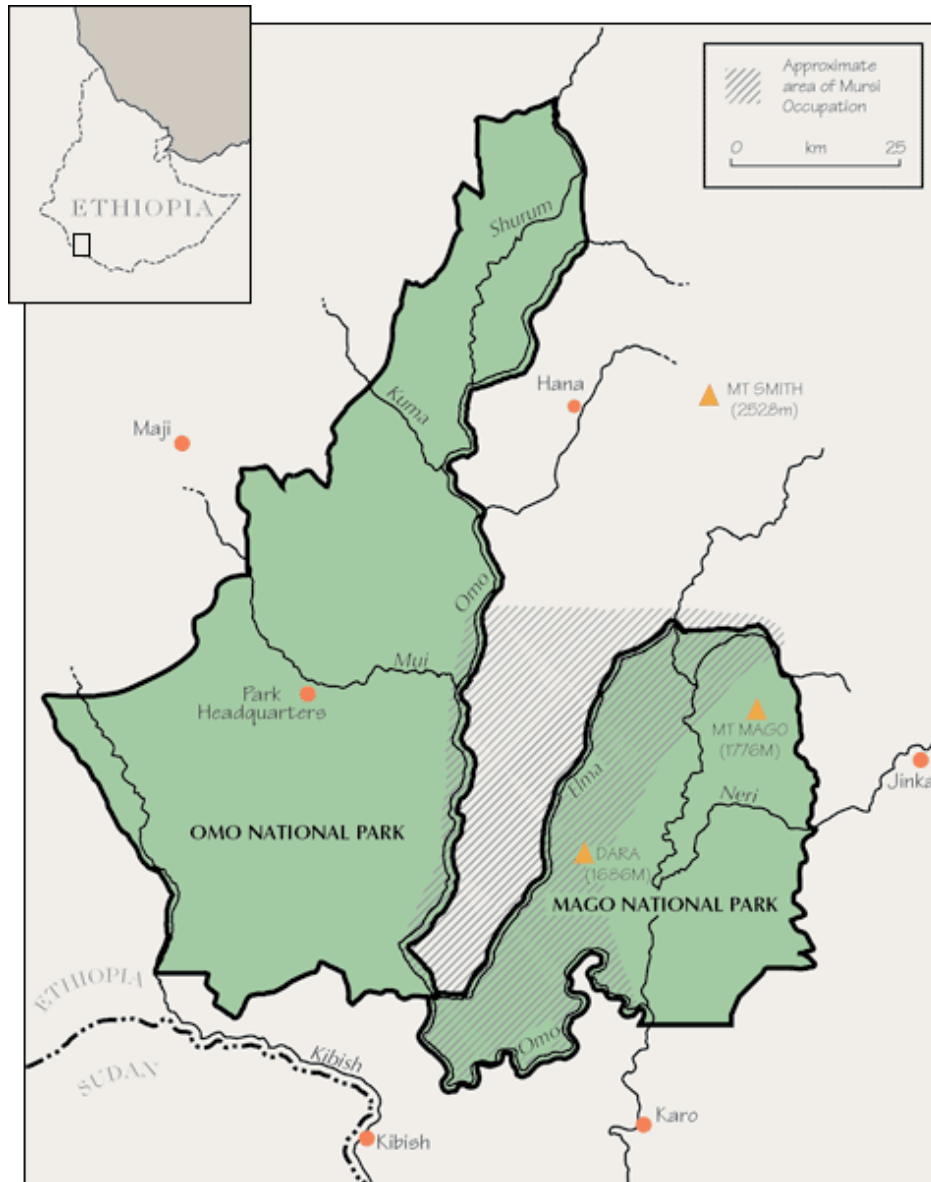 Approximate
area of Mursi
Occupation
0 km 25
ETHIOPIA
Shurum
Hana
MT SMITH
(2528m)
Kuma
Maji
Omo
Mui
Park
Headquarters
MT MAGO
(1776M)
Jinka
Elma
Neri
OMO NATIONAL PARK
DARA
(1686M)
MAGO NATIONAL PARK
ETHIOPIA
SUDAN
Omo
Kibish
Karo
Kibish